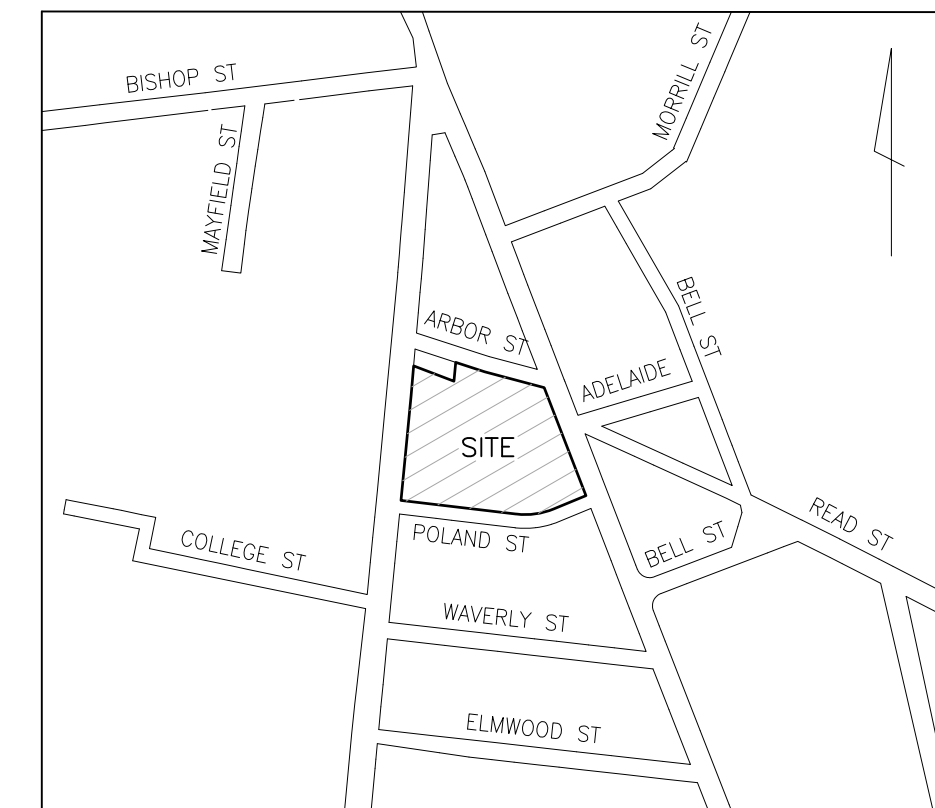 BISHOP ST
MORRILL ST
MAYFIELD ST
BELL ST
ARBOR ST
ADELAIDE
SITE
READ ST
POLAND ST
BELL ST
COLLEGE ST
WAVERLY ST
ELMWOOD ST